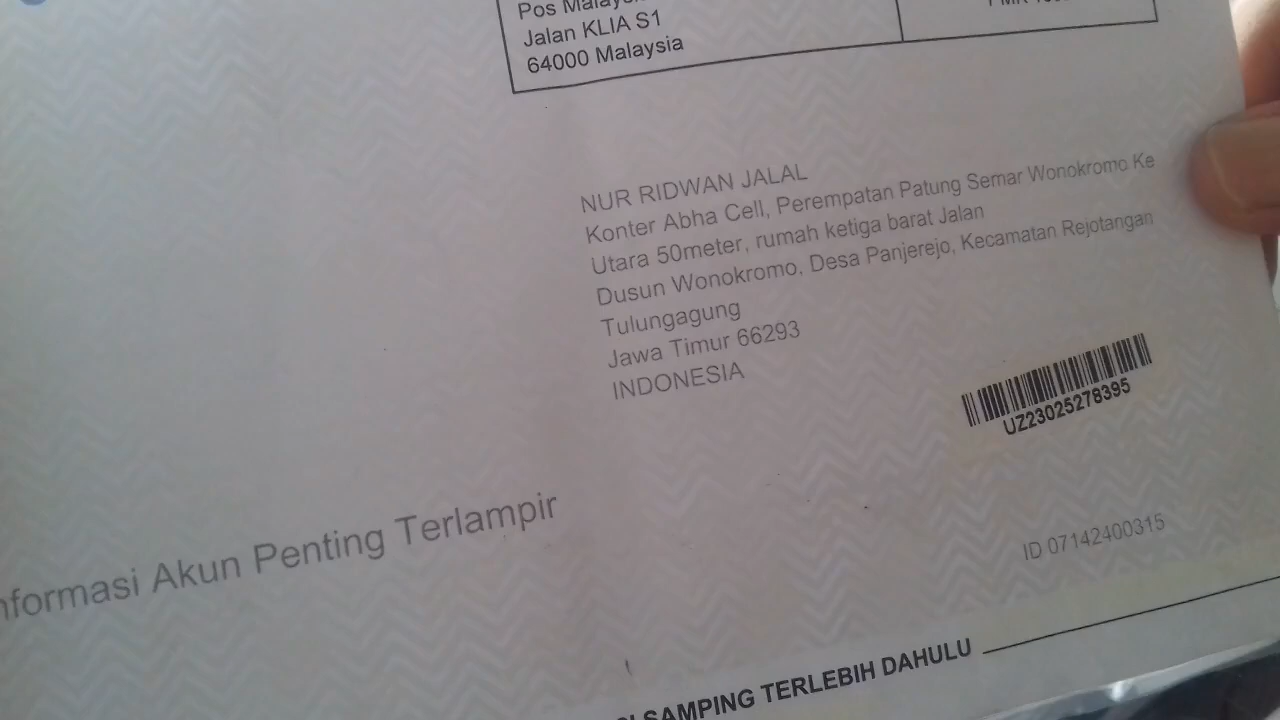 Pos
Jalan KLIA S1
64000 Malaysia
NUR RIDWAN JALAL
Konter Abha Cell, Perempatan Patung Semar Wonokromo Ke
Utara 50meter, rumah ketiga barat Jalan
Dusun Wonokromo, Desa Panjerejo, Kecamatan Rejotangan
Tulungagung
Jawa Timur 66293
INDONESIA
UZ23025278395
nformasi Akun Penting Terlampir
ID 07142400315
SAMPING TERLEBIH DAHULU